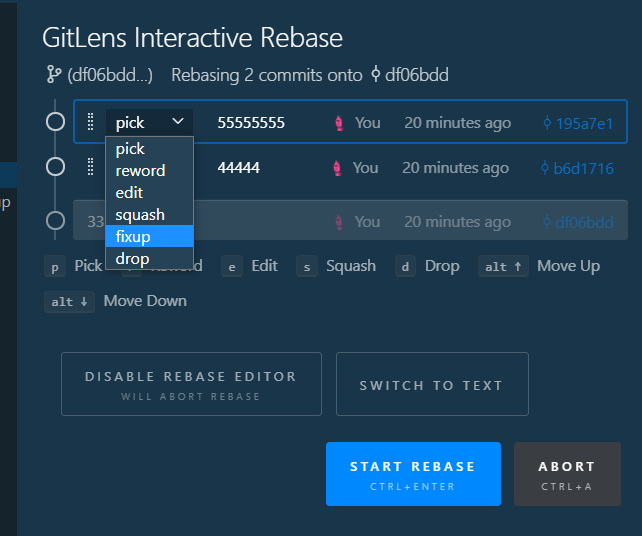 GitLens Interactive Rebase
(df06bdd...) Rebasing 2 commits onto df06bdd
pick 55555555 You 20 minutes ago 195a7e1
pick
reword 44444 You 20 minutes ago b6d1716
edit
squash
33 You 20 minutes ago df06bdd
fixup
drop
up
p Pick e Edit s Squash d Drop alt ↑ Move Up
alt ↓ Move Down
DISABLE REBASE EDITOR
WILL ABORT REBASE
SWITCH TO TEXT
START REBASE
CTRL+ENTER
ABORT
CTRL+A